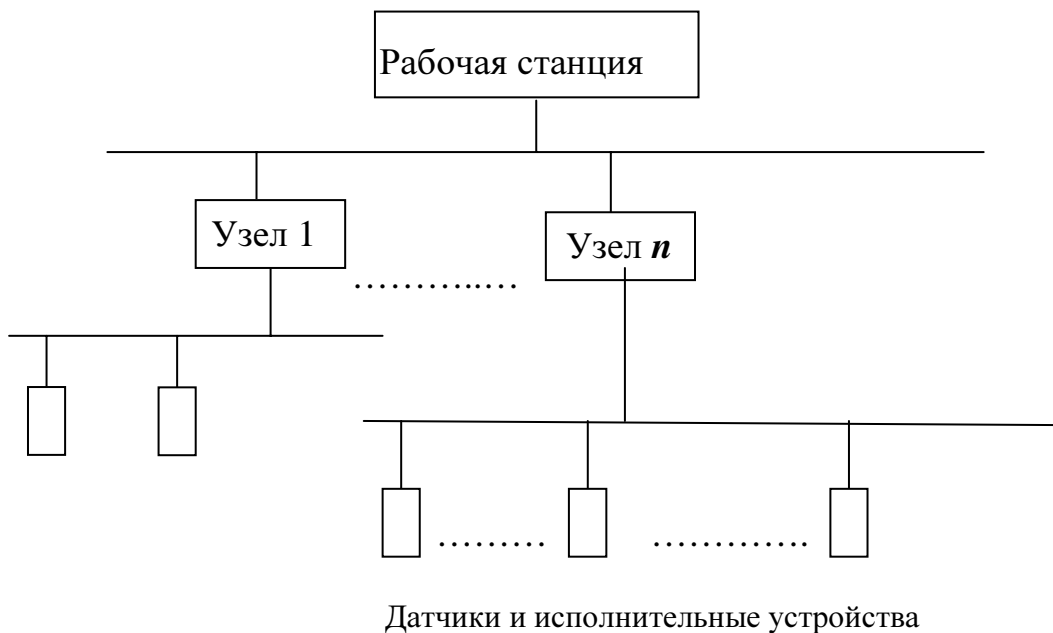 Рабочая станция
Узел 1
Узел n
………..…
……… ………….
Датчики и исполнительные устройства